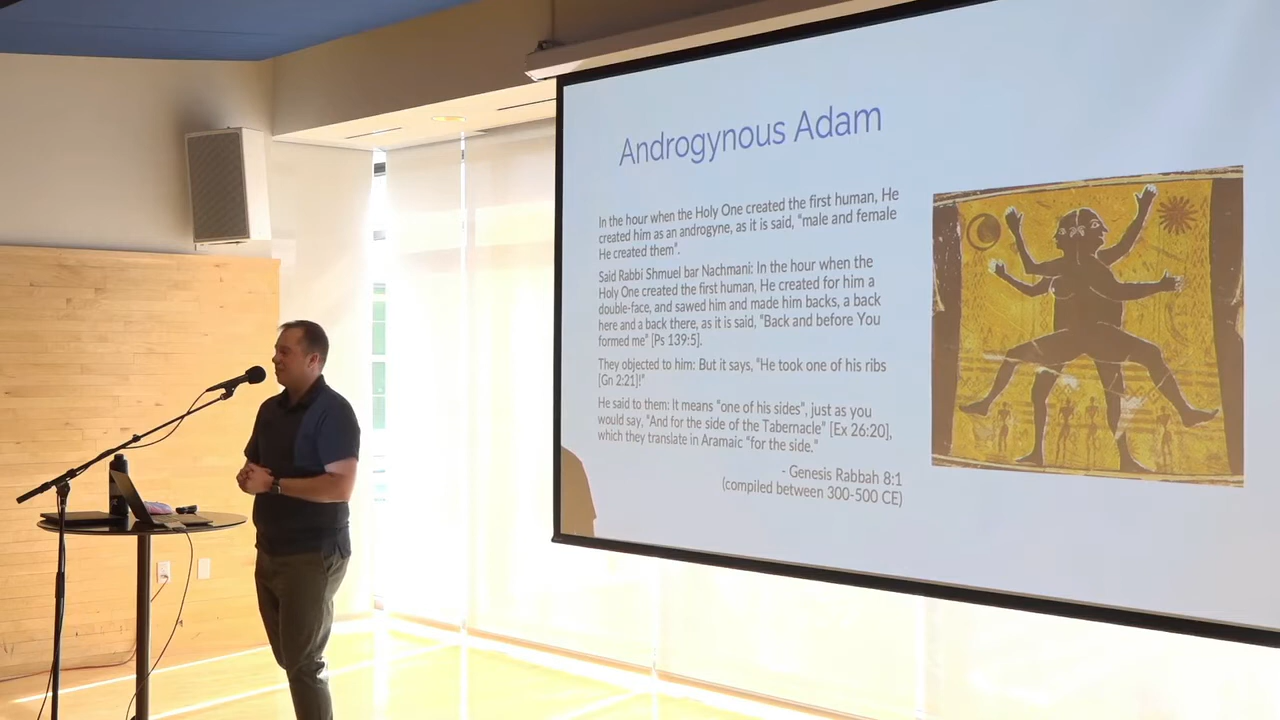 Androgynous Adam
In the hour when the Holy One created the first human, He
created him as an androgyne, as it is said, "male and female
He created them".
Said Rabbi Shmuel bar Nachmani: In the hour when the
Holy One created the first human, He created for him a
double-face, and sawed him and made him backs, a back
here and a back there, as it is said, "Back and before You
formed me" [Ps 139:5].
They objected to him: But it says, "He took one of his ribs
[Gn 2:21]!"
He said to them: It means "one of his sides", just as you
would say, "And for the side of the Tabernacle" [Ex 26:20],
which they translate in Aramaic "for the side."
- Genesis Rabbah 8:1
(compiled between 300-500 CE)